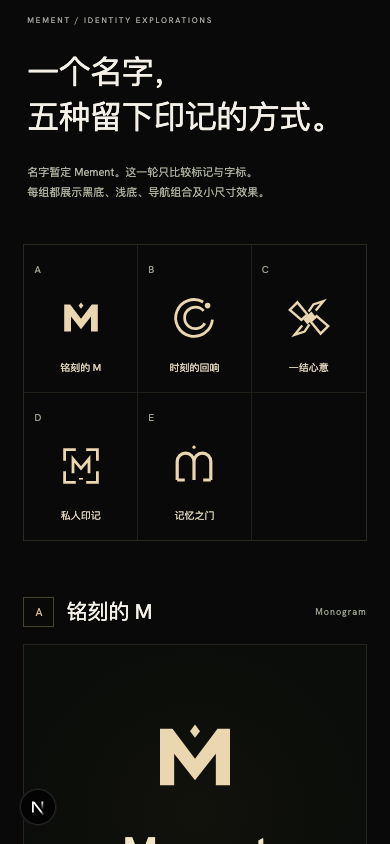 MEMENT / IDENTITY EXPLORATIONS
一个名字，
五种留下印记的方式。
名字暂定 Mement。这一轮只比较标记与字标。
每组都展示黑底、浅底、导航组合及小尺寸效果。
A
B
C
铭刻的 M
时刻的回响
一结心意
D
E
私人印记
记忆之门
A
铭刻的 M
Monogram
M
N